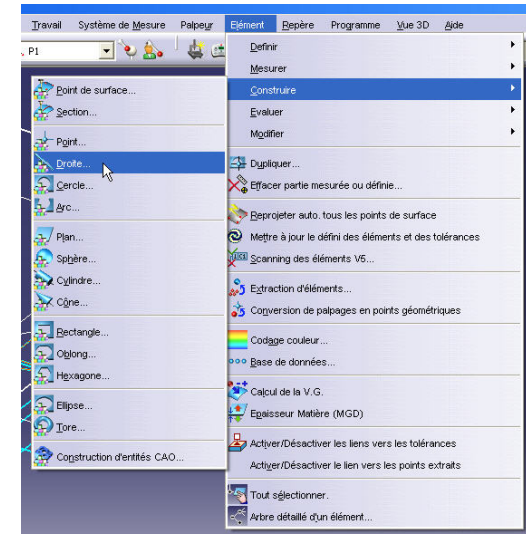 Travail Système de Mesure Palpeur Elément Repère Programme Vue 3D Aide
, P1
Définir
Mesurer
Construire
Evaluer
Modifier
Dupliquer...
Effacer partie mesurée ou définie...
Reprojeter auto. tous les points de surface
Mettre à jour le défini des éléments et des tolérances
Scanning des éléments V5...
Extraction d'éléments...
Conversion de palpages en points géométriques
Codage couleur...
Base de données...
Calcul de la V.G.
Epaisseur Matière (MGD)
Activer/Désactiver les liens vers les tolérances
Activer/Désactiver le lien vers les points extraits
Tout sélectionner.
Arbre détaillé d'un élément...
Point de surface...
Section...
Point...
Droite...
Cercle...
Arc...
Plan...
Sphère...
Cylindre...
Cône...
Rectangle...
Oblong...
Hexagone...
Ellipse...
Tore...
Construction d'entités CAO...